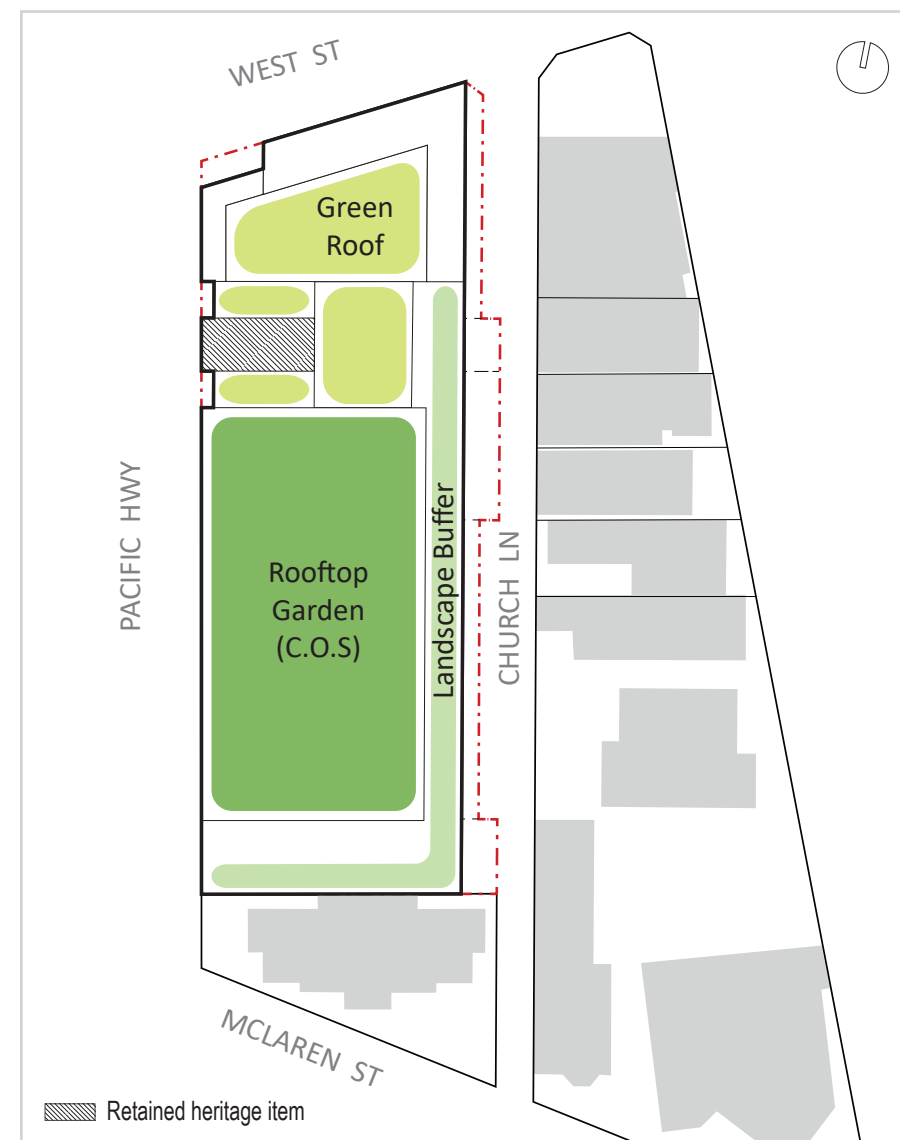 WEST ST
Green
Roof
PACIFIC HWY
Rooftop
Garden
(C.O.S)
Landscape Buffer
CHURCH LN
MCLAREN ST
Retained heritage item